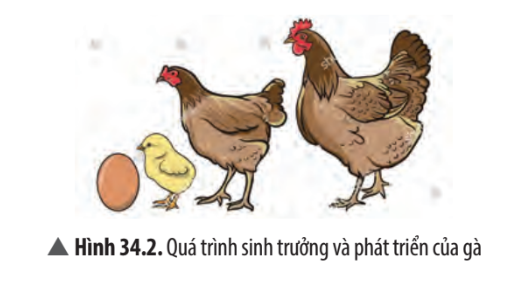 ▲ Hình 34.2. Quá trình sinh trưởng và phát triển của gà